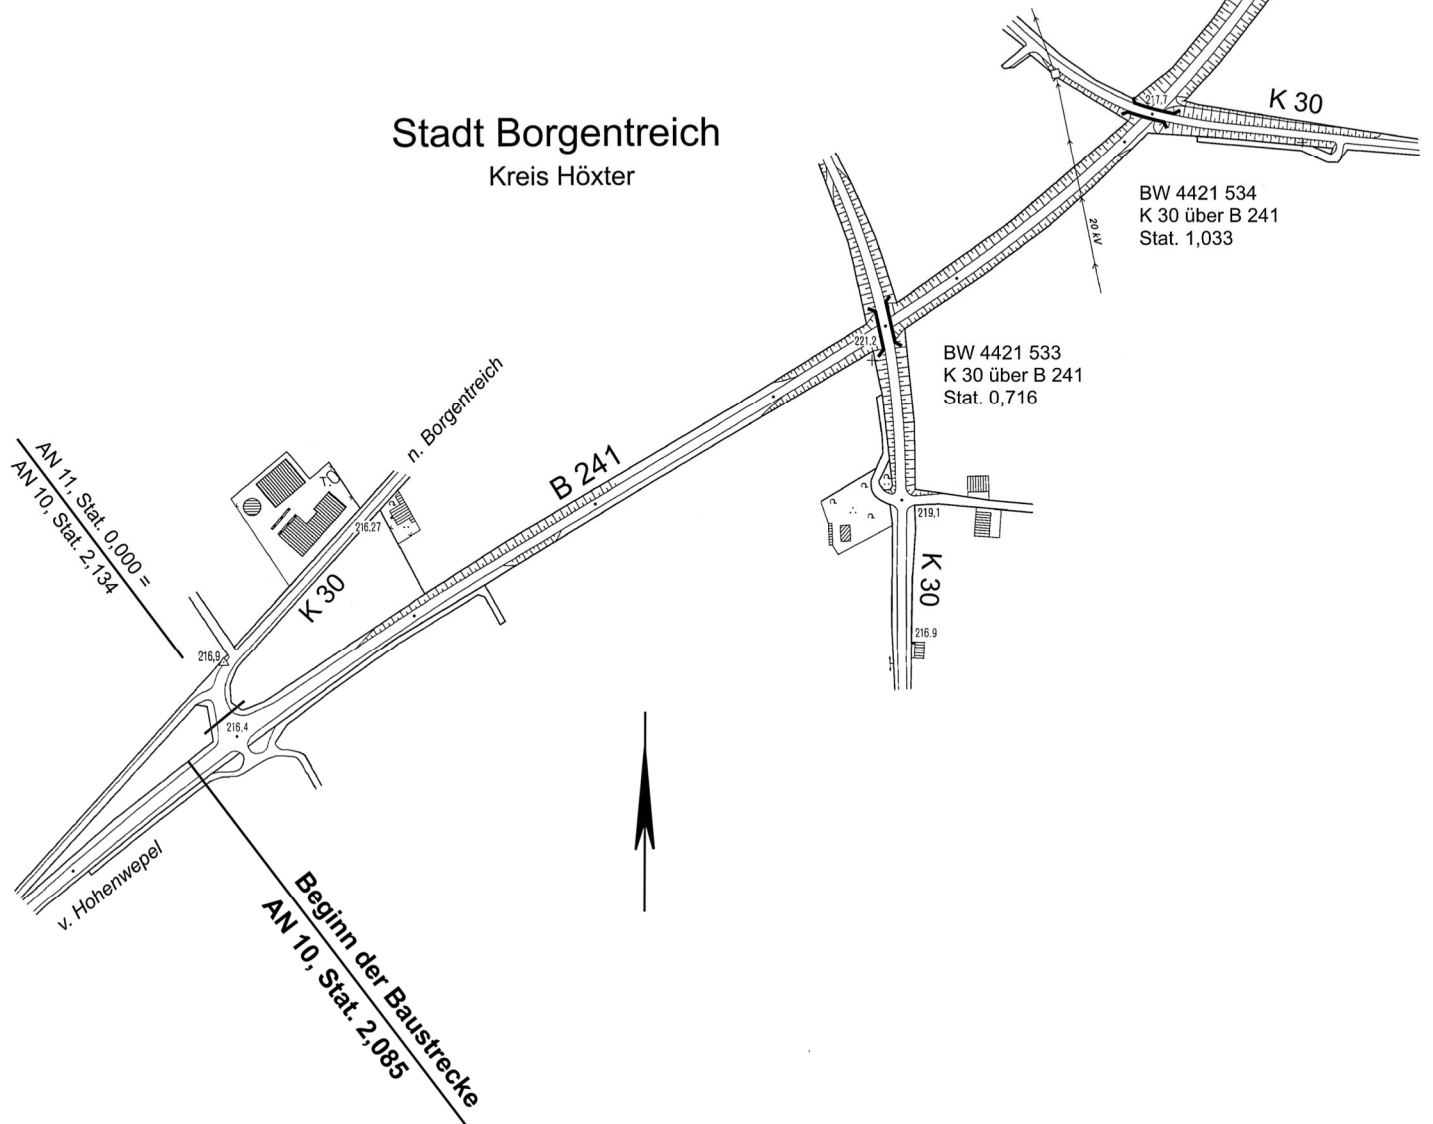 Stadt Borgentreich
Kreis Höxter
217,7
K 30
BW 4421 534
K 30 über B 241
Stat. 1,033
20 kV
221.2
BW 4421 533
K 30 über B 241
Stat. 0,716
n. Borgentreich
B 241
AN 11, Stat. 0,000 =
AN 10, Stat. 2,134
216,27
219,1
K 30
K 30
216.9
216,9
216,4
v. Hohenwepel
Beginn der Baustrecke
AN 10, Stat. 2,085